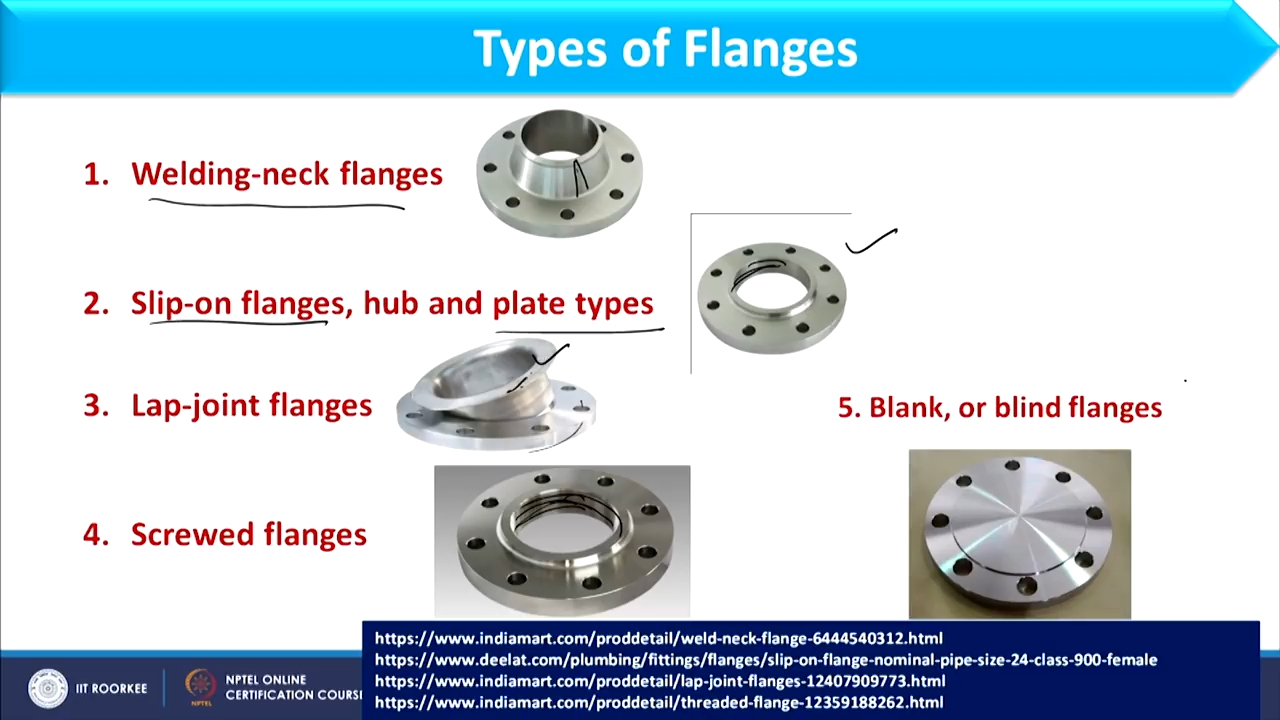 Types of Flanges
1. Welding-neck flanges
2. Slip-on flanges, hub and plate types
3. Lap-joint flanges
5. Blank, or blind flanges
4. Screwed flanges
https://www.indiamart.com/proddetail/weld-neck-flange-6444540312.html
https://www.deelat.com/plumbing/fittings/flanges/slip-on-flange-nominal-pipe-size-24-class-900-female
https://www.indiamart.com/proddetail/lap-joint-flanges-12407909773.html
https://www.indiamart.com/proddetail/threaded-flange-12359188262.html
IIT ROORKEE
NPTEL ONLINE
CERTIFICATION COURSE
NPTEL